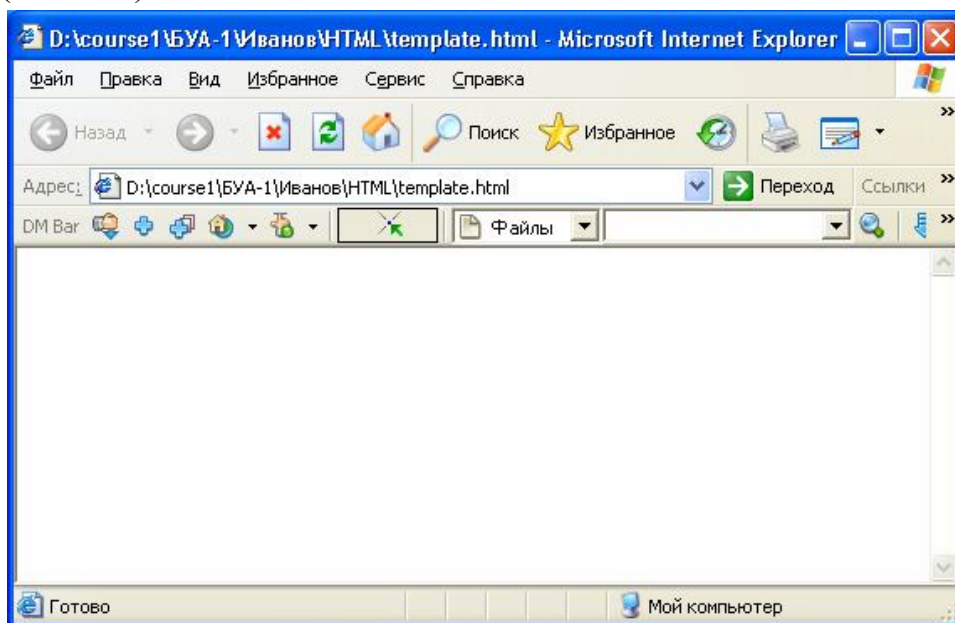 D:\course1\БУА-1\Иванов\HTML\template.html - Microsoft Internet Explorer
Файл Правка Вид Избранное Сервис Справка
Назад Поиск Избранное
Адрес: D:\course1\БУА-1\Иванов\HTML\template.html Переход Ссылки
DM Bar Файлы
Готово Мой компьютер